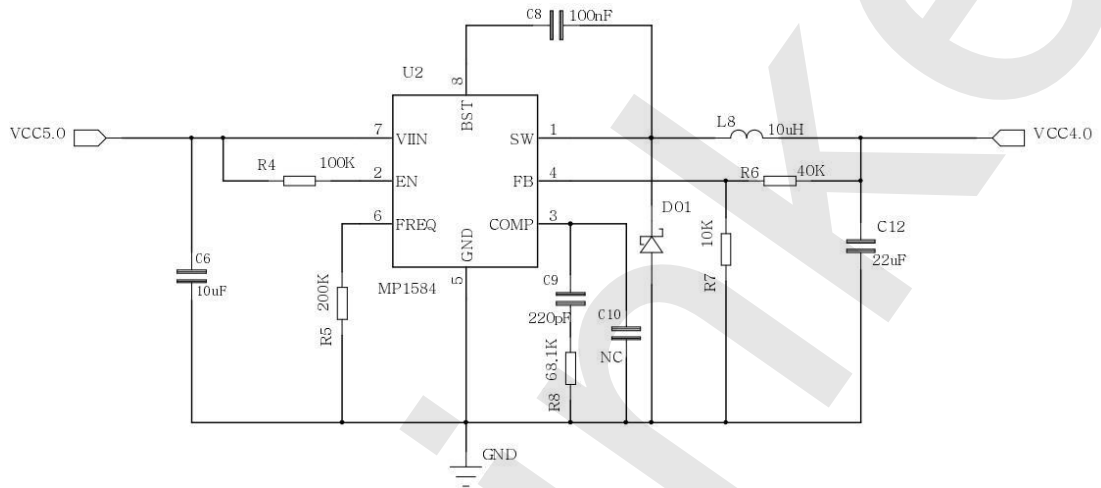 C8
100nF
U2
8
BST
VCC5.0
7
VIIN
SW
1
L8
10uH
VCC4.0
R4
100K
2
EN
FB
4
R6
40K
6
FREQ
COMP
3
DO1
GND
10K
R7
C12
22uF
C6
10uF
MP1584
5
200K
R5
C9
220pF
C10
NC
68.1K
R8
GND